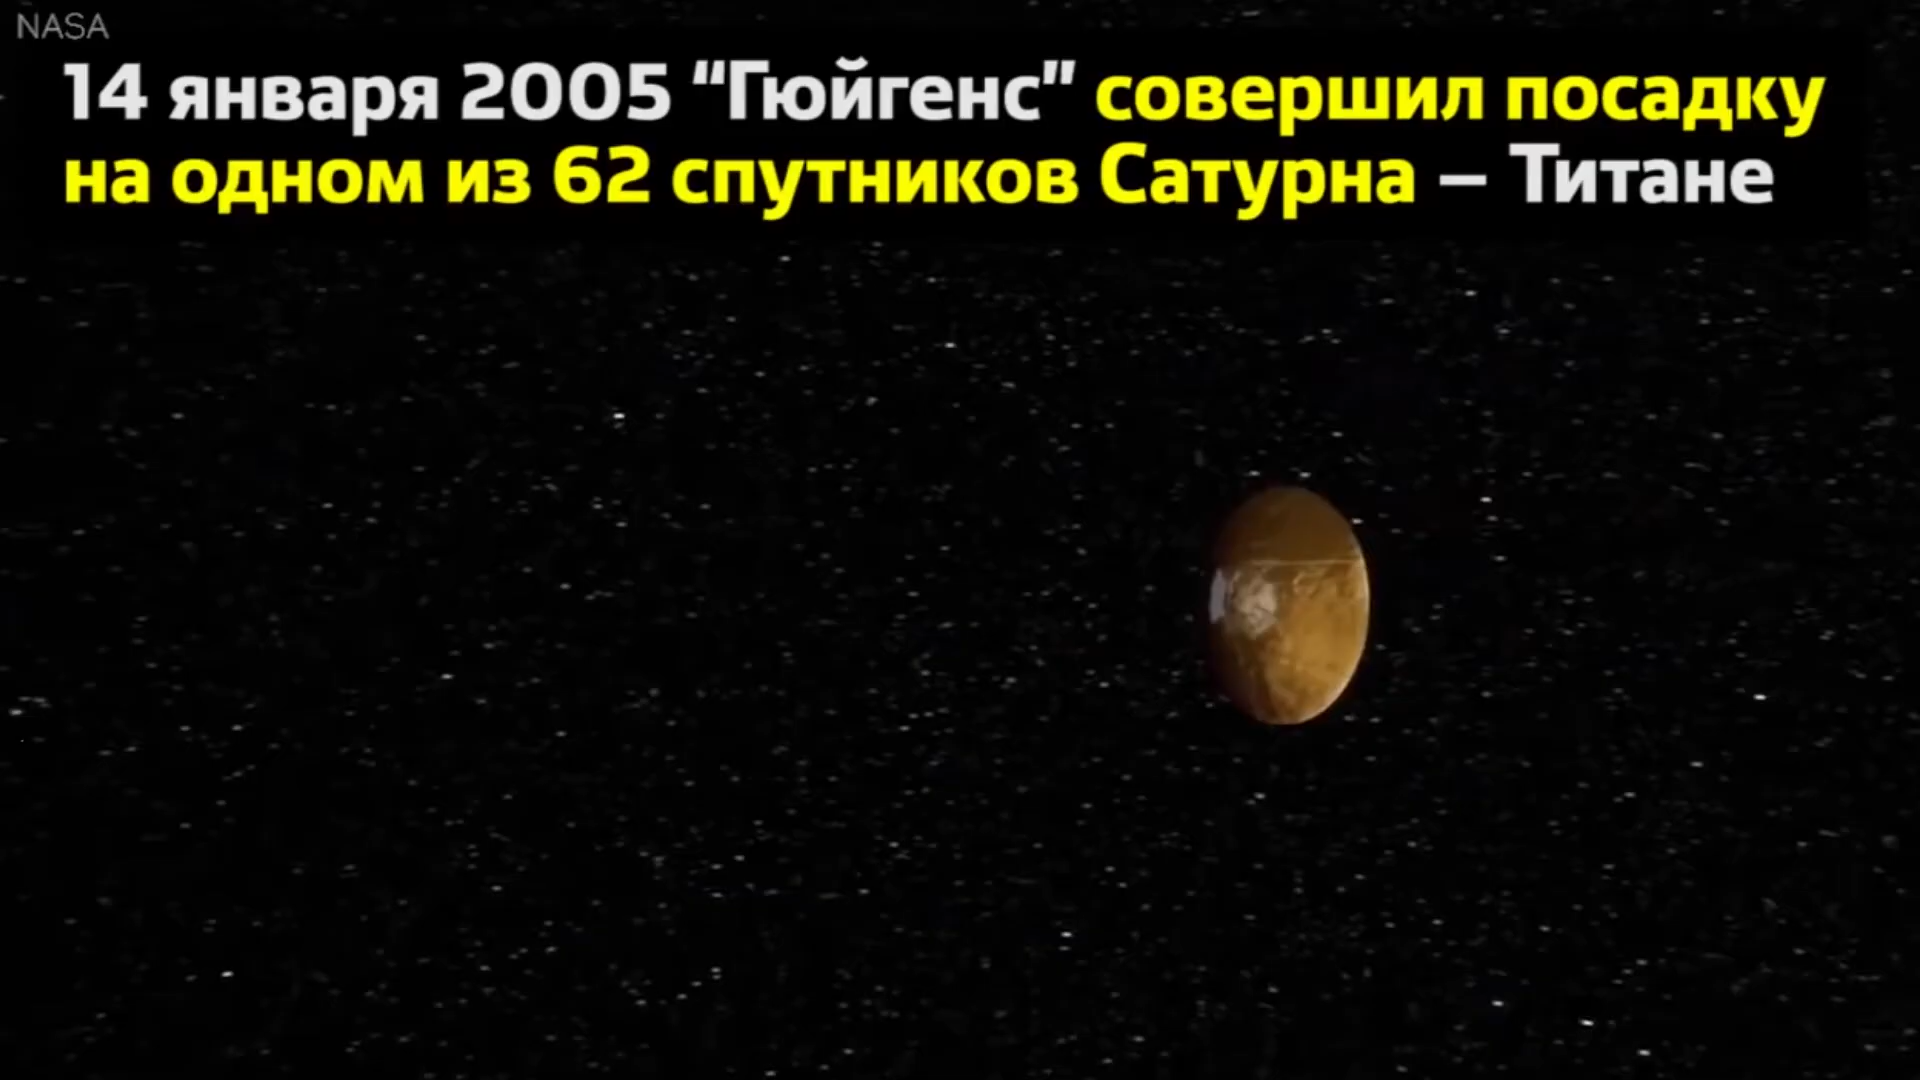 NASA
14 января 2005 “Гюйгенс” совершил посадку
на одном из 62 спутников Сатурна – Титане